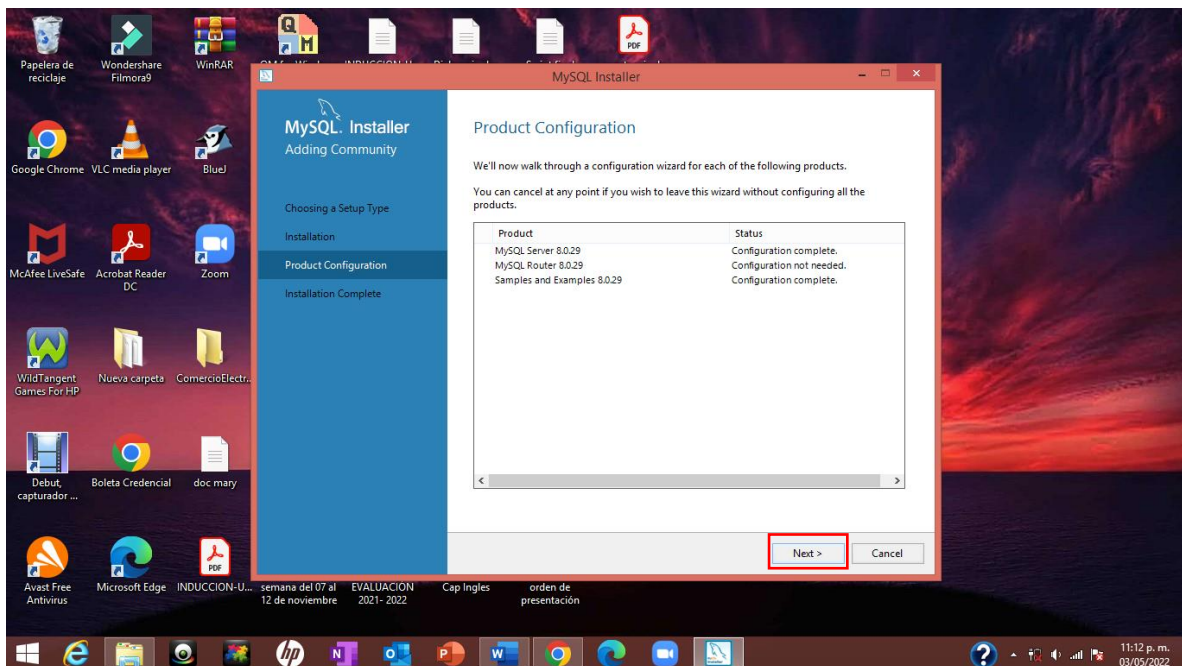 Papelera de
reciclaje
Wondershare
Filmora9
WinRAR
PDF
MySQL Installer
MySQL. Installer
Adding Community
Choosing a Setup Type
Installation
Product Configuration
Installation Complete
Product Configuration
We'll now walk through a configuration wizard for each of the following products.
You can cancel at any point if you wish to leave this wizard without configuring all the
products.
Product Status
MySQL Server 8.0.29 Configuration complete.
MySQL Router 8.0.29 Configuration not needed.
Samples and Examples 8.0.29 Configuration complete.
Next >
Cancel
Google Chrome
VLC media player
BlueJ
McAfee LiveSafe
Acrobat Reader
DC
Zoom
WildTangent
Games For HP
Nueva carpeta
ComercioElectr...
Debut,
capturador ...
Boleta Credencial
doc mary
Avast Free
Antivirus
Microsoft Edge
PDF
INDUCCION-U...
semana del 07 al
12 de noviembre
EVALUACIÓN
2021- 2022
Cap Ingles
orden de
presentación
11:12 p. m.
03/05/2022